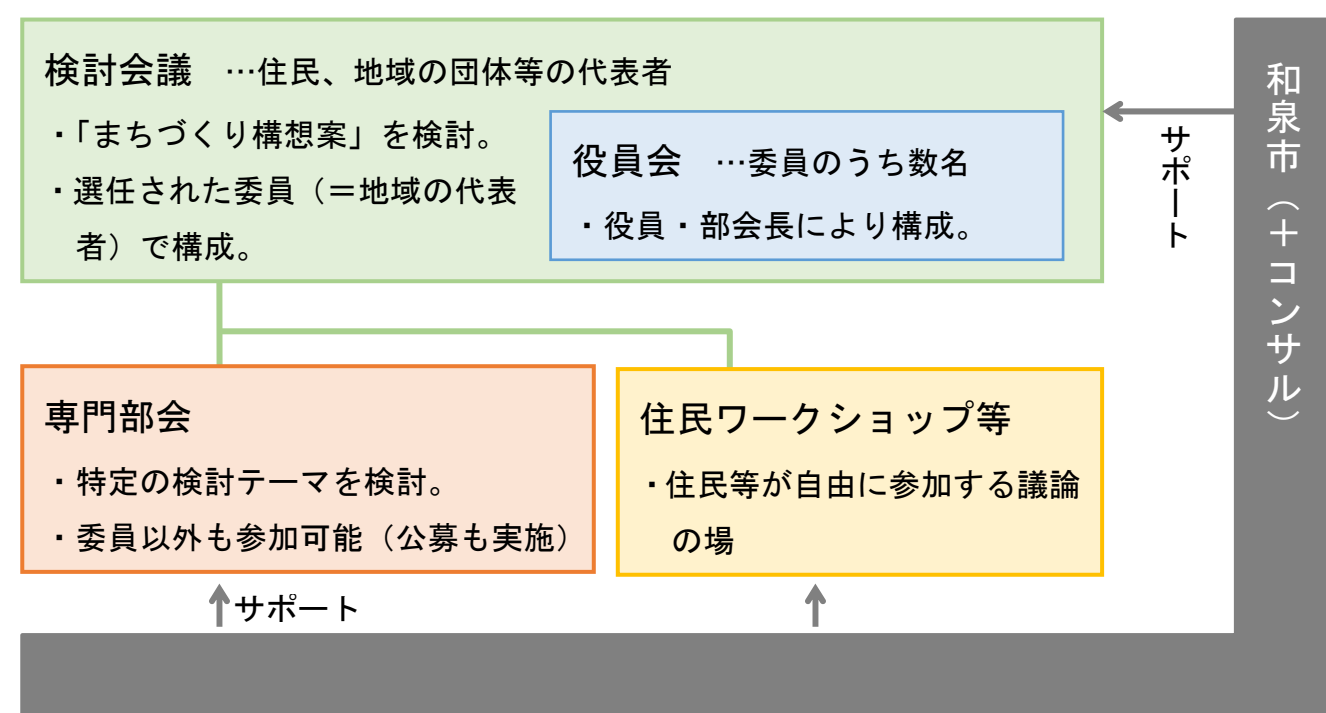 検討会議　…住民、地域の団体等の代表者
・「まちづくり構想案」を検討。
・選任された委員（＝地域の代表
者）で構成。
役員会　…委員のうち数名
・役員・部会長により構成。
サポート
和泉市（＋コンサル）
専門部会
・特定の検討テーマを検討。
・委員以外も参加可能（公募も実施）
住民ワークショップ等
・住民等が自由に参加する議論
の場
サポート